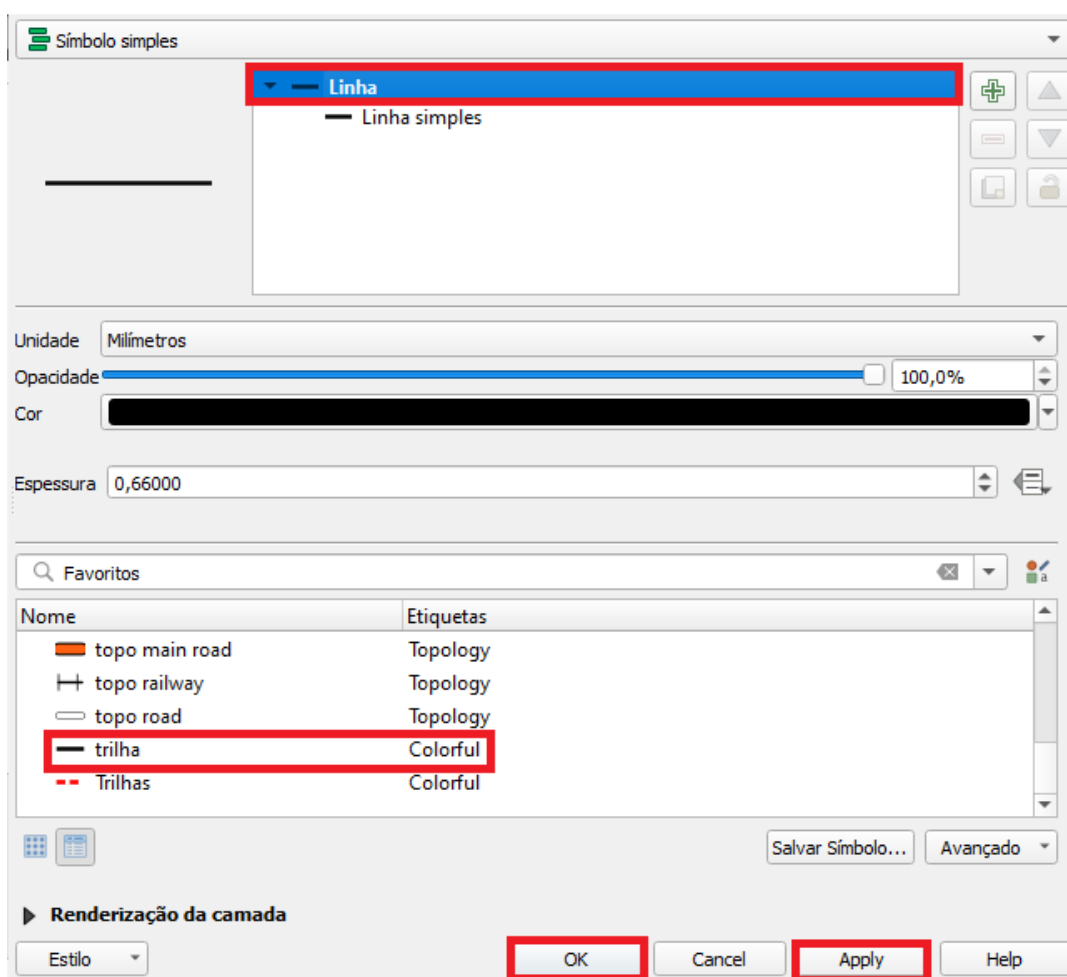 Símbolo simples
Linha
Linha simples
Unidade Milímetros
Opacidade 100,0%
Cor
Espessura 0,66000
Favoritos
Nome Etiquetas
topo main road Topology
topo railway Topology
topo road Topology
trilha Colorful
Trilhas Colorful
Salvar Símbolo... Avançado
Renderização da camada
Estilo OK Cancel Apply Help